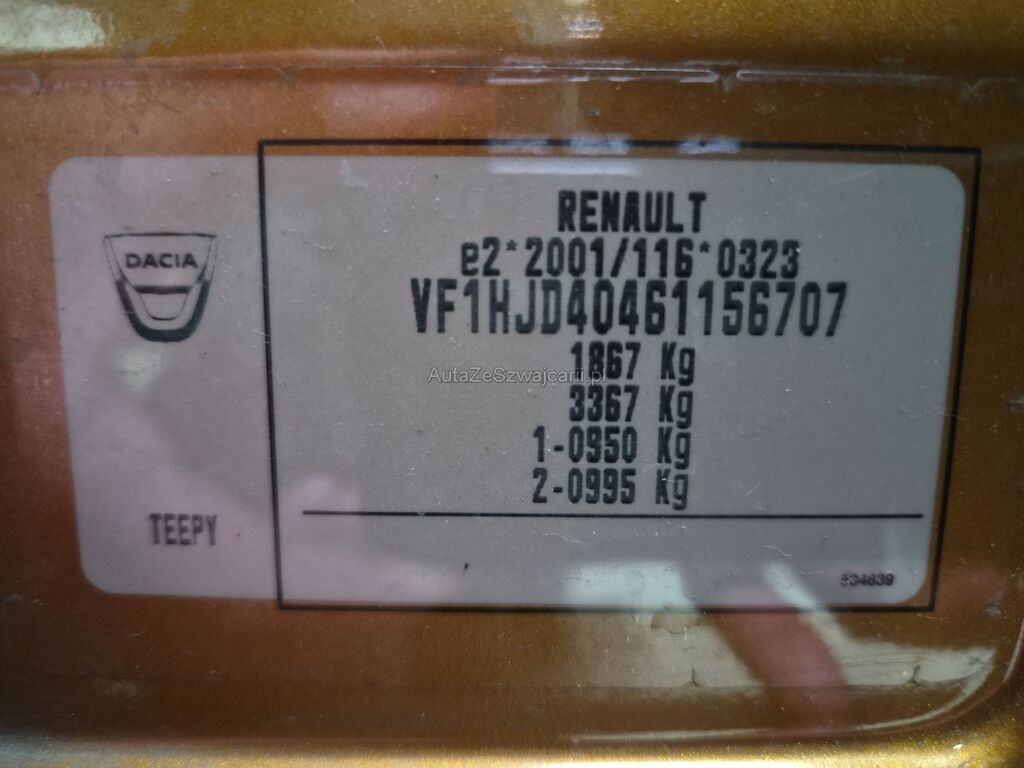 RENAULT
e2*2001/116*0323
VF1HJD40461156707
1867 Kg
AutaZeSzwajcarii.pl
3367 Kg
1-0950 Kg
2-0995 Kg
DACIA
TEEPY